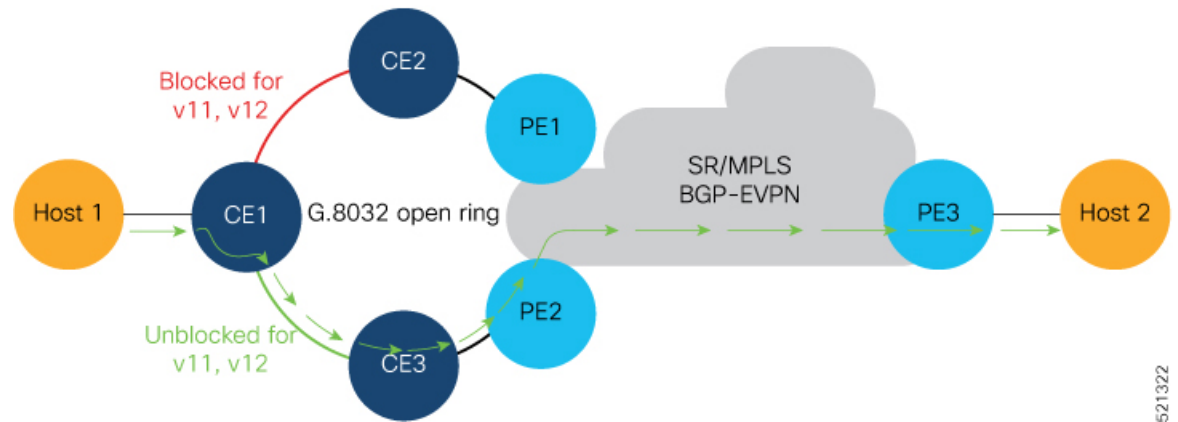 CE2
Blocked for
v11, v12
PE1
SR/MPLS
BGP-EVPN
Host 1
CE1
G.8032 open ring
PE3
Host 2
PE2
Unblocked for
v11, v12
CE3
521322